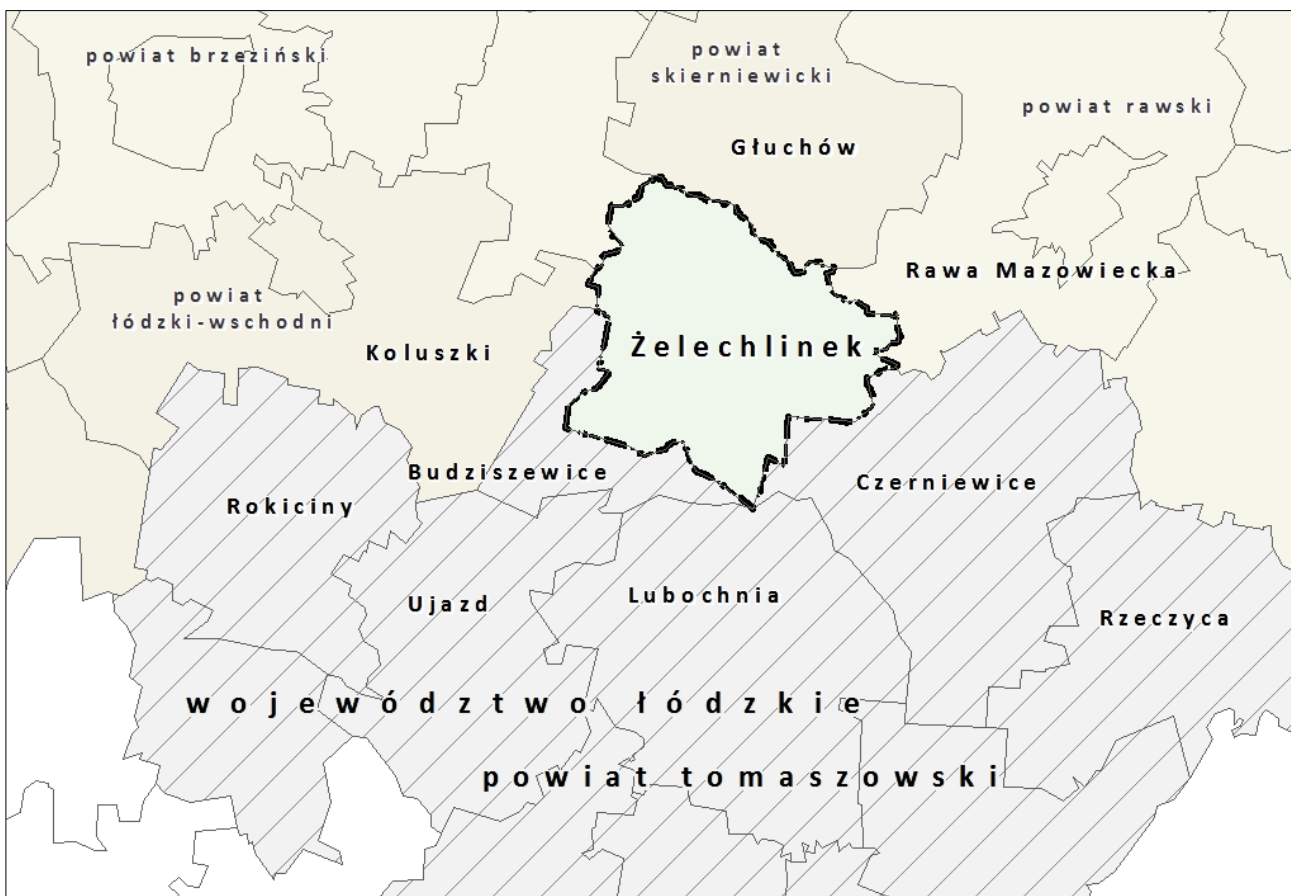 powiat brzeziński
powiat
skierniewicki
powiat rawski
Głuchów
Rawa Mazowiecka
powiat
łódzki-wschodni
Koluszki
Żelechlinek
Budziszewice
Czerniewice
Rokiciny
Ujazd
Lubochnia
Rzeczyca
województwo łódzkie
powiat tomaszowski